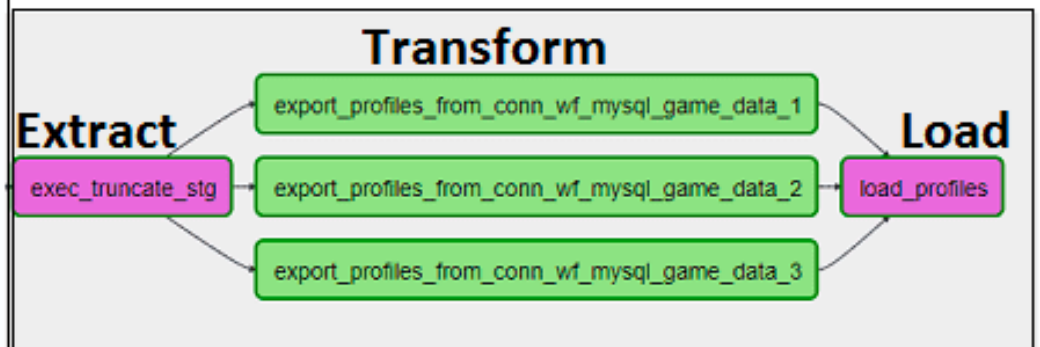 Transform
export_profiles_from_conn_wf_mysql_game_data_1
Extract
Load
exec_truncate_stg
export_profiles_from_conn_wf_mysql_game_data_2
load_profiles
export_profiles_from_conn_wf_mysql_game_data_3